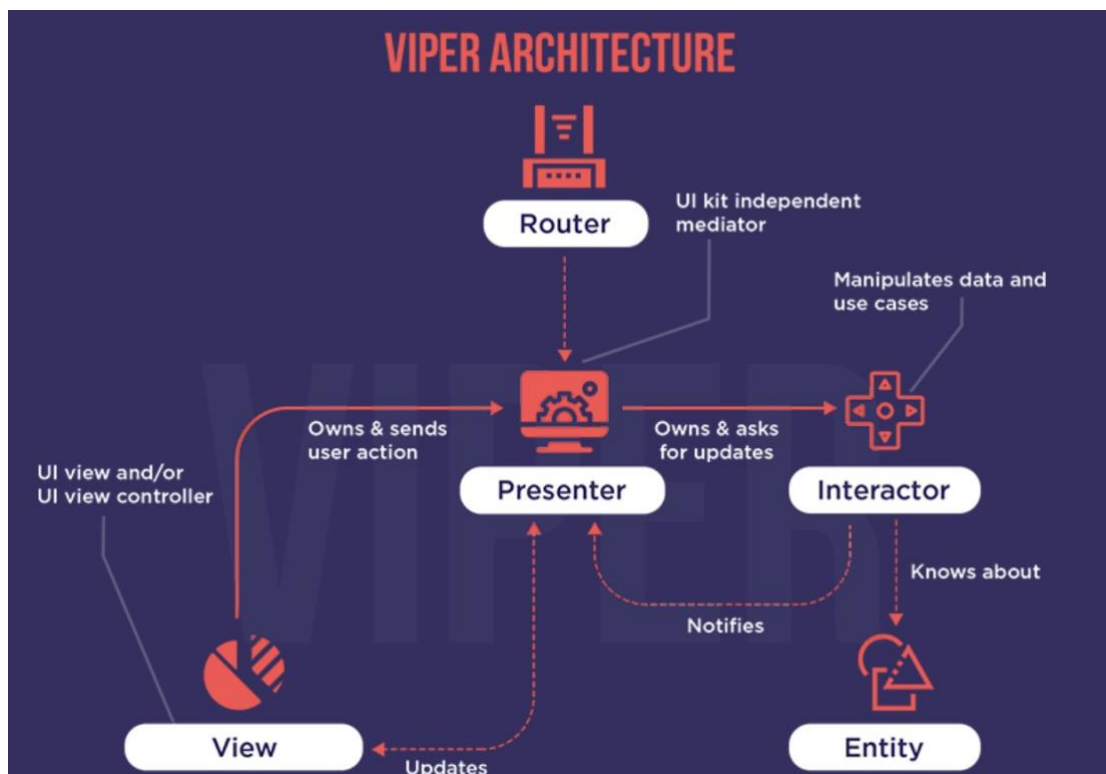 VIPER ARCHITECTURE
Router
UI kit independent
mediator
Manipulates data and
use cases
VIPER
Owns & sends
user action
Owns & asks
for updates
UI view and/or
UI view controller
Presenter
Interactor
Knows about
Notifies
View
Updates
Entity